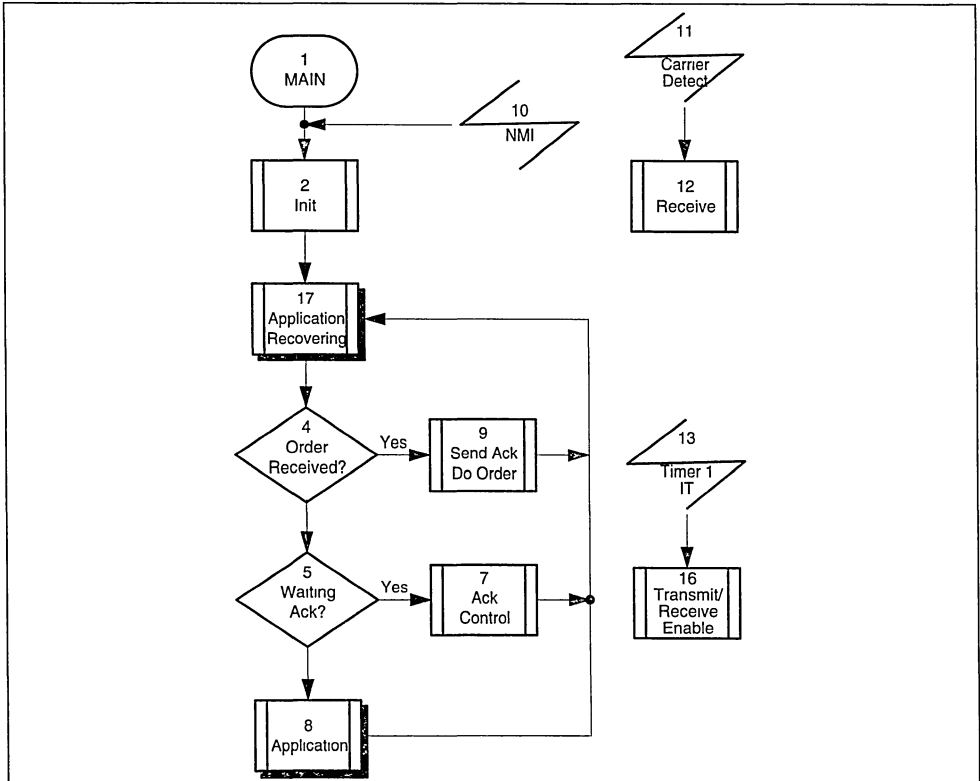 1
MAIN
10
NMI
11
Carrier
Detect
2
Init
12
Receive
17
Application
Recovering
4
Order
Received?
Yes
9
Send Ack
Do Order
13
Timer 1
IT
5
Waiting
Ack?
Yes
7
Ack
Control
16
Transmit/
Receive
Enable
8
Application